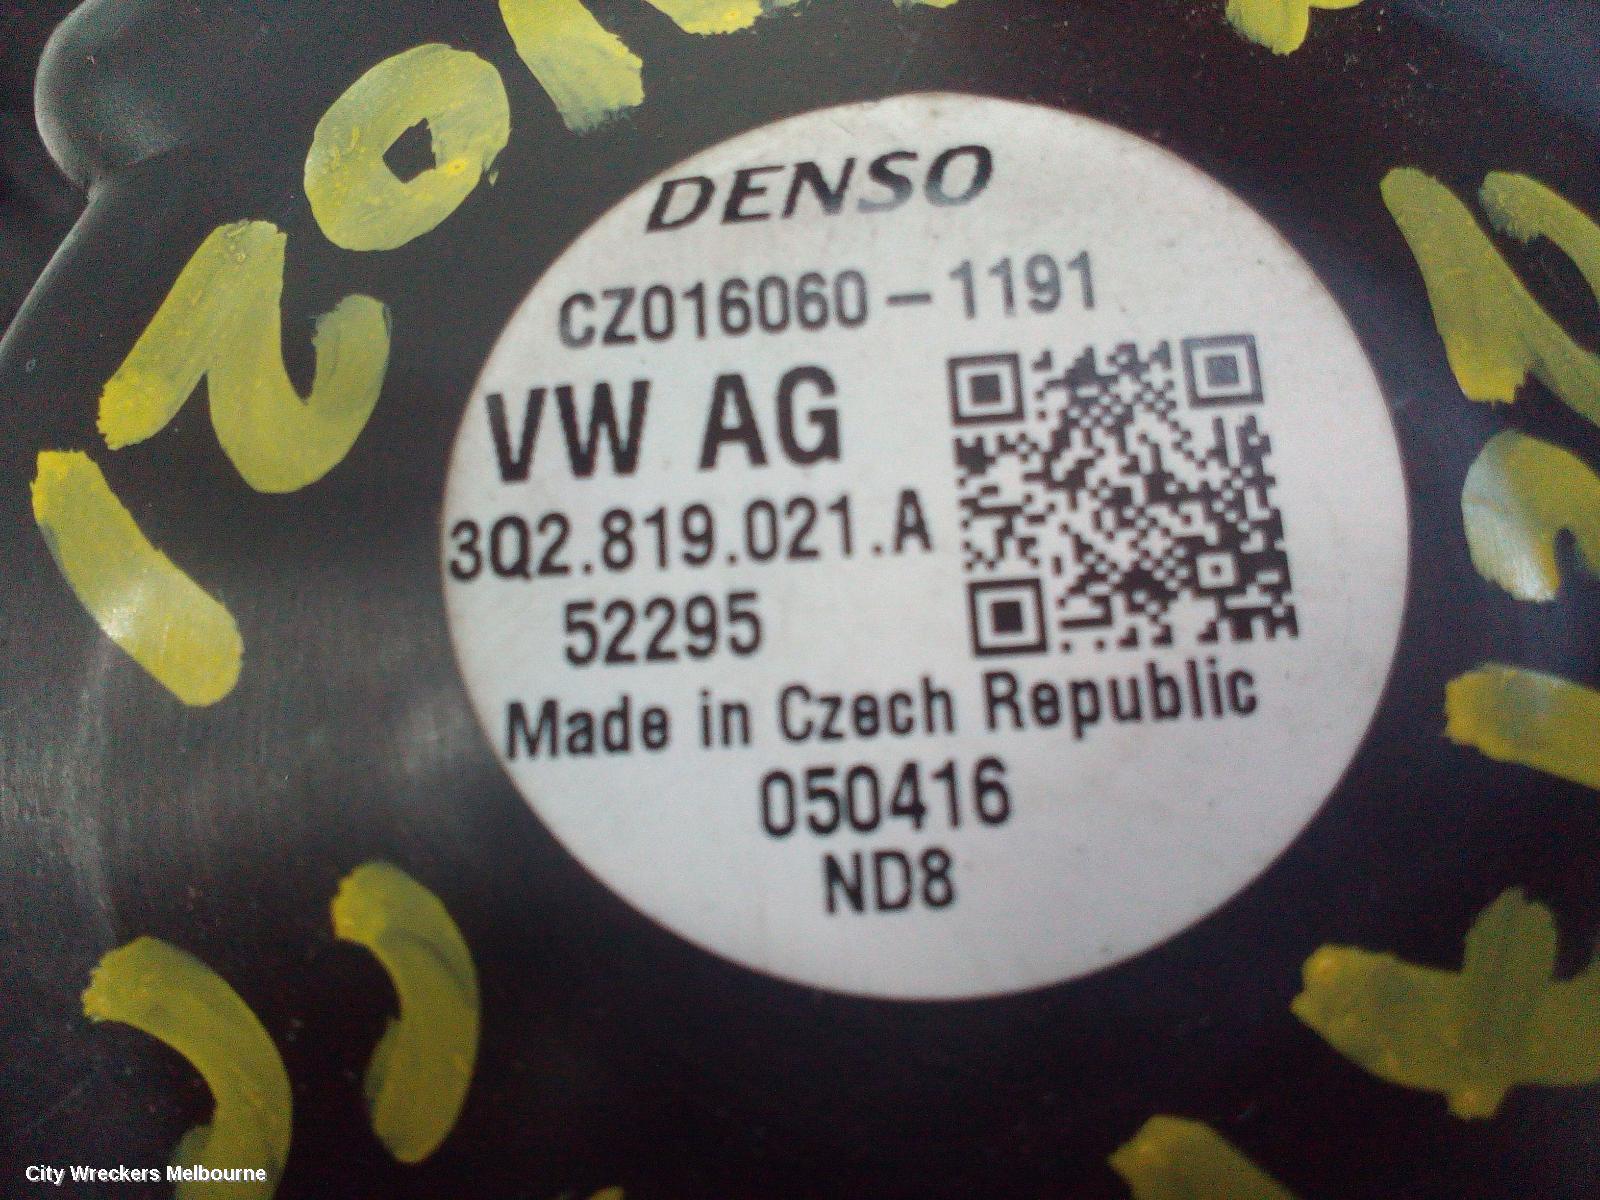 DENSO
CZ016060-1191
VW AG
3Q2.819.021.A
52295
Made in Czech Republic
050416
ND8
City Wreckers Melbourne